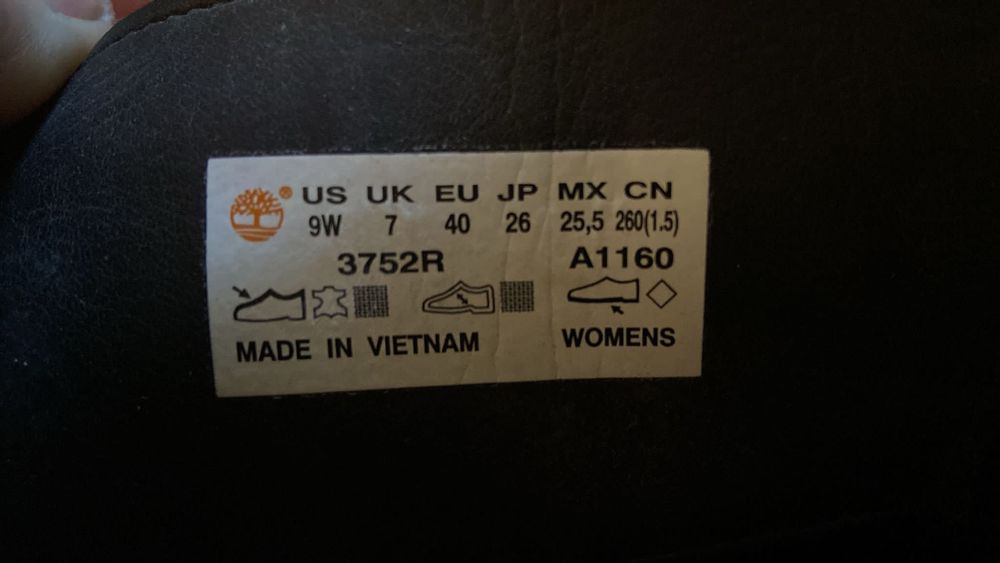 ® US UK EU JP MX CN
9W 7 40 26 25,5 260(1.5)
3752R A1160
MADE IN VIETNAM WOMENS